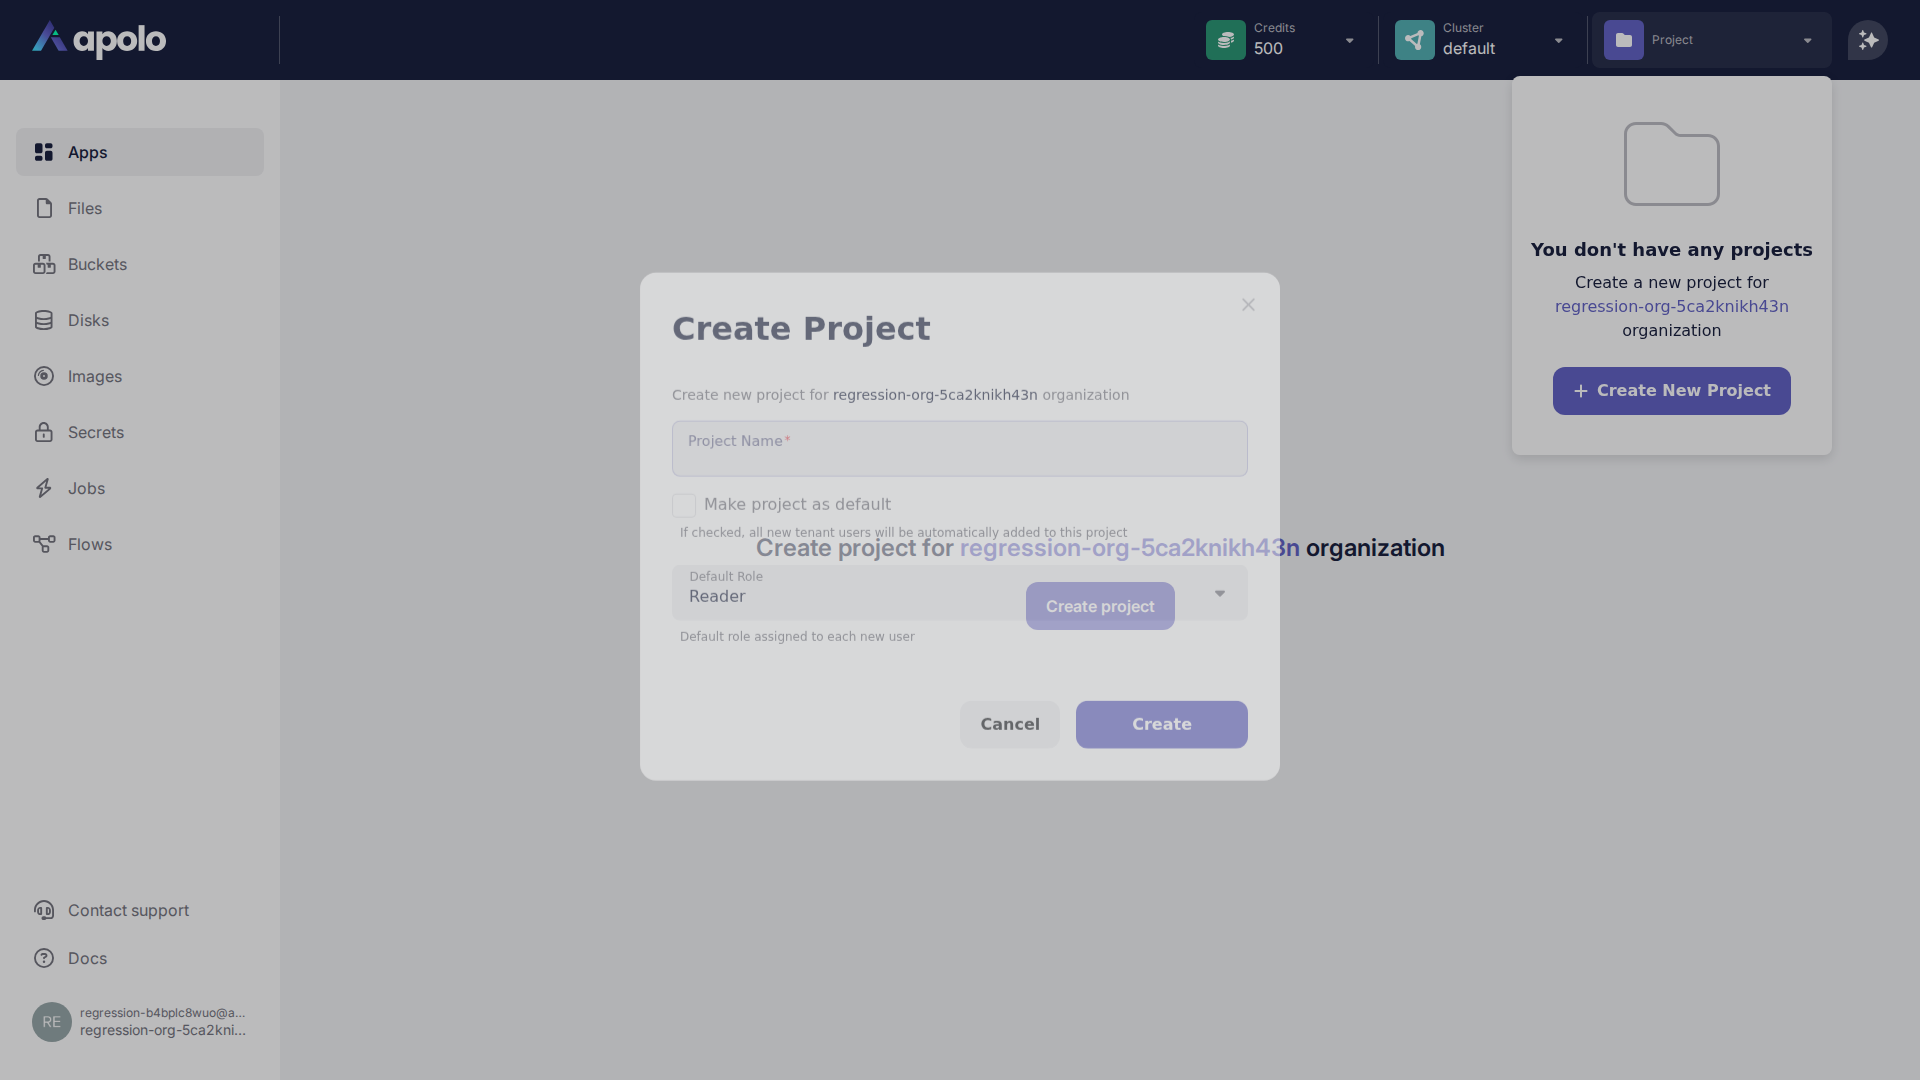 apolo
Credits
500
Cluster
default
Project
Apps
Files
Buckets
Disks
Images
Secrets
Jobs
Flows
Contact support
Docs
RE
regression-b4bplc8wuo@a...
regression-org-5ca2kni...
You don't have any projects
Create a new project for
regression-org-5ca2knikh43n
organization
+ Create New Project
Create Project
Create new project for regression-org-5ca2knikh43n organization
Project Name*
Make project as default
If checked, all new tenant users will be automatically added to this project
Create project for regression-org-5ca2knikh43n organization
Default Role
Reader
Create project
Default role assigned to each new user
Cancel
Create